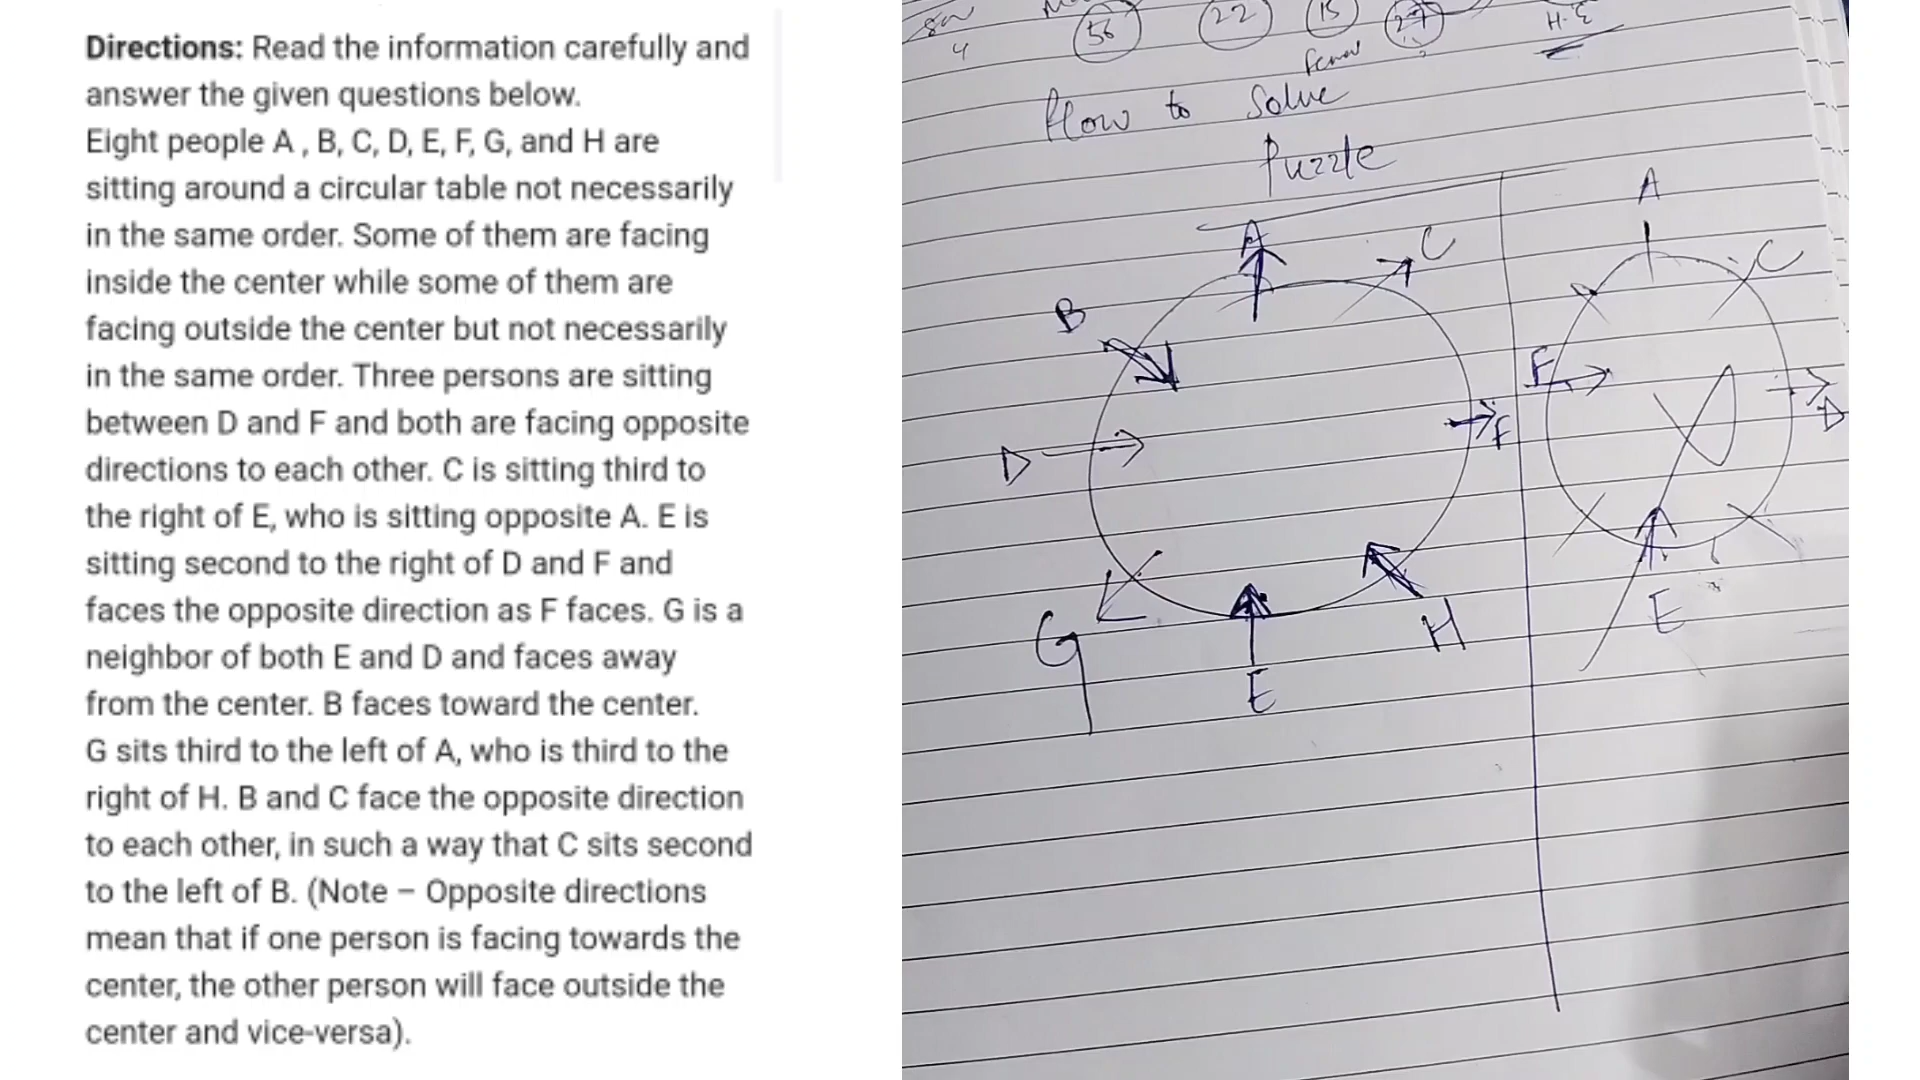 Directions: Read the information carefully and
answer the given questions below.
Eight people A , B, C, D, E, F, G, and H are
sitting around a circular table not necessarily
in the same order. Some of them are facing
inside the center while some of them are
facing outside the center but not necessarily
in the same order. Three persons are sitting
between D and F and both are facing opposite
directions to each other. C is sitting third to
the right of E, who is sitting opposite A. E is
sitting second to the right of D and F and
faces the opposite direction as F faces. G is a
neighbor of both E and D and faces away
from the center. B faces toward the center.
G sits third to the left of A, who is third to the
right of H. B and C face the opposite direction
to each other, in such a way that C sits second
to the left of B. (Note – Opposite directions
mean that if one person is facing towards the
center, the other person will face outside the
center and vice-versa).
56 22 15 27 H.E
4
How to Solve
Puzzle
A
C
B
F
D
G
H
E
A
C
F
D
E